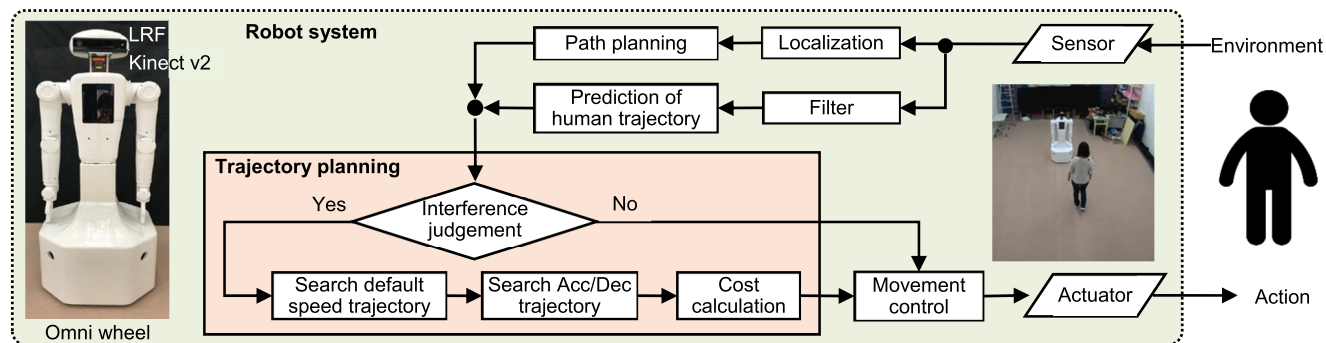 Robot system
LRF
Kinect v2
Omni wheel
Path planning
Localization
Sensor
Environment
Prediction of
human trajectory
Filter
Trajectory planning
Yes
Interference
judgement
No
Search default
speed trajectory
Search Acc/Dec
trajectory
Cost
calculation
Movement
control
Actuator
Action